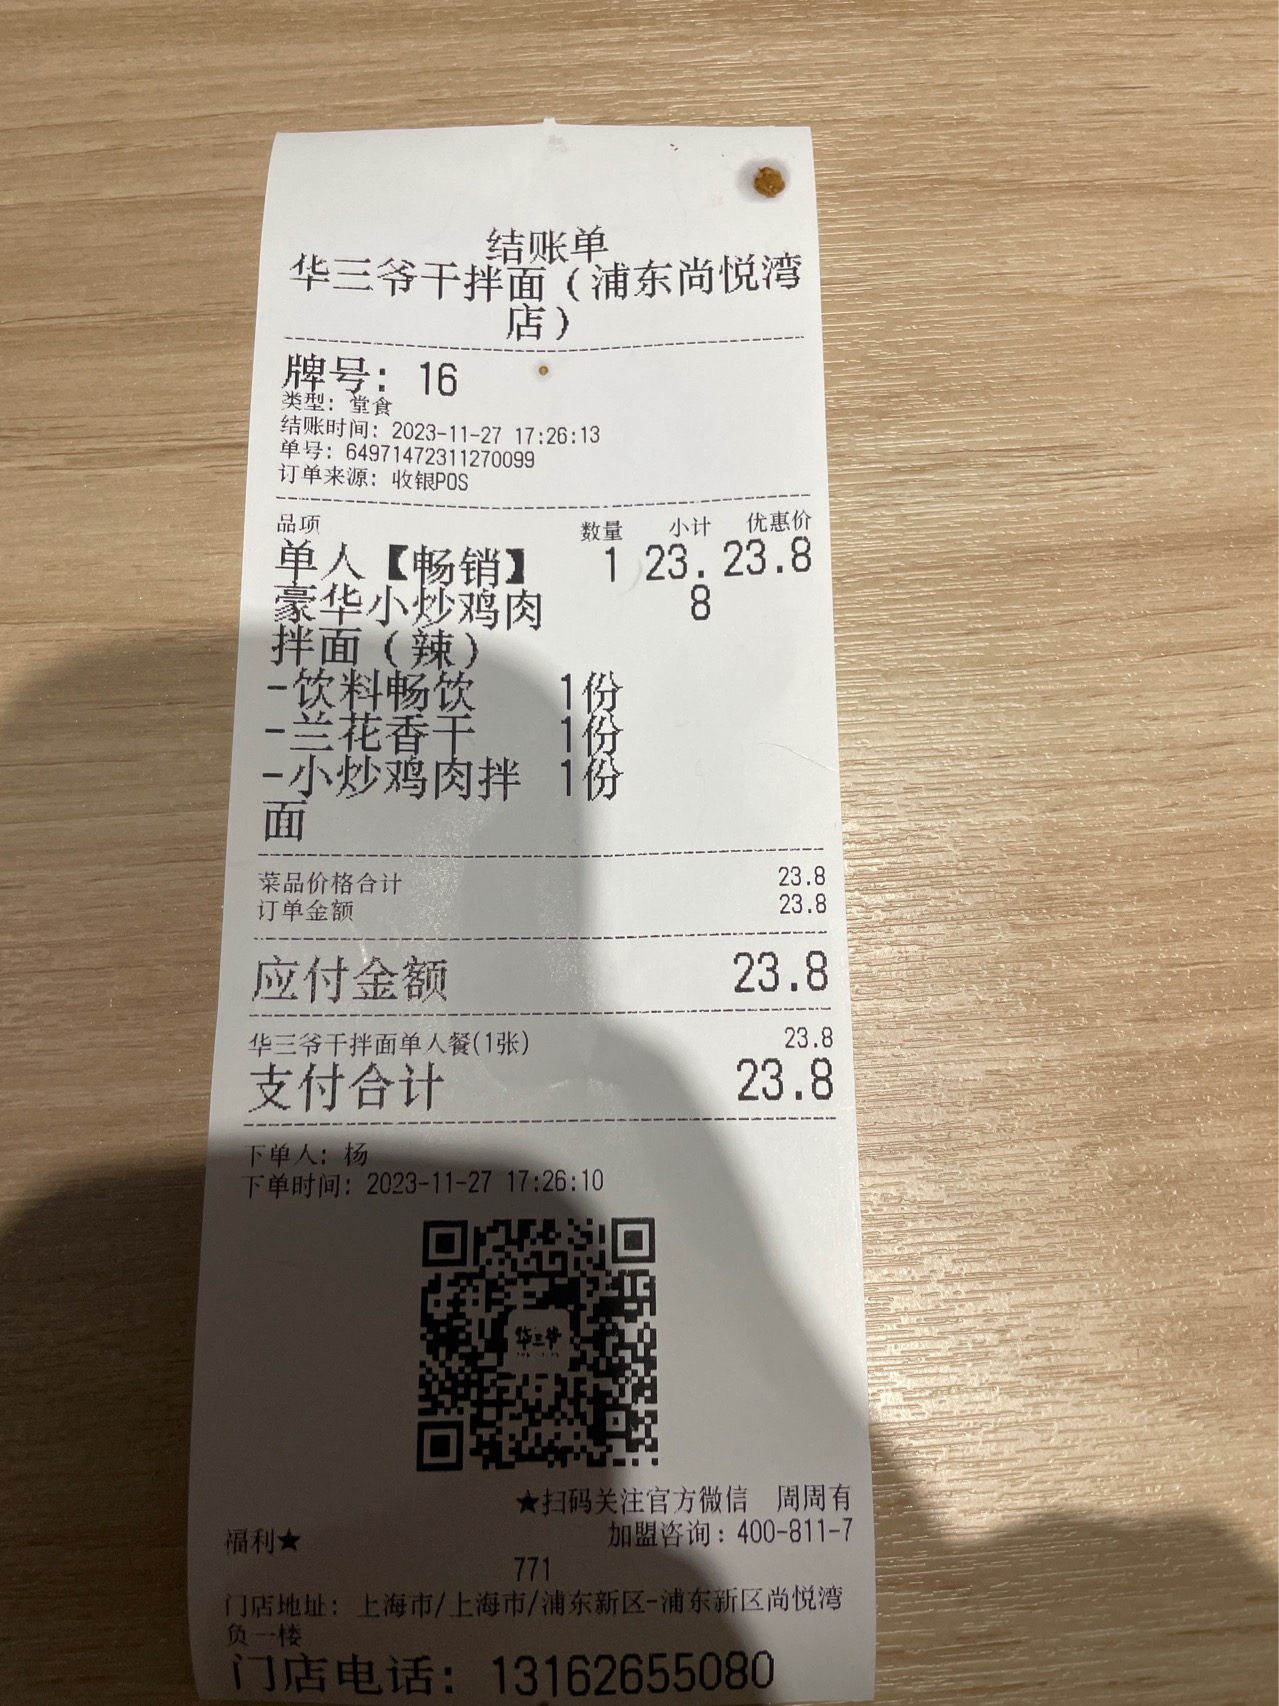 结账单
华三爷干拌面（浦东尚悦湾
店）
牌号: 16
类型: 堂食
结账时间: 2023-11-27 17:26:13
单号: 64971472311270099
订单来源: 收银POS
品项 数量 小计 优惠价
单人【畅销】 1 23. 23.8
豪华小炒鸡肉 8
拌面（辣）
-饮料畅饮 1份
-兰花香干 1份
-小炒鸡肉拌 1份
面
菜品价格合计 23.8
订单金额 23.8
应付金额 23.8
华三爷干拌面单人餐(1张) 23.8
支付合计 23.8
下单人: 杨
下单时间: 2023-11-27 17:26:10
华三爷
★扫码关注官方微信 周周有
福利★ 加盟咨询: 400-811-7
771
门店地址: 上海市/上海市/浦东新区-浦东新区尚悦湾
负一楼
门店电话: 13162655080